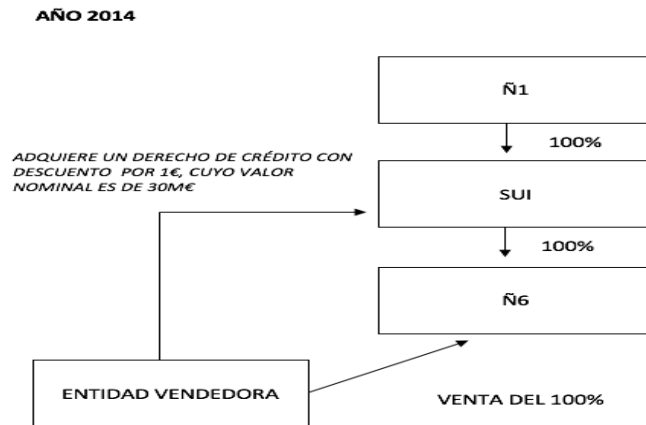 AÑO 2014
Ñ1
100%
ADQUIERE UN DERECHO DE CRÉDITO CON
DESCUENTO POR 1€, CUYO VALOR
NOMINAL ES DE 30M€
SUI
100%
Ñ6
ENTIDAD VENDEDORA
VENTA DEL 100%